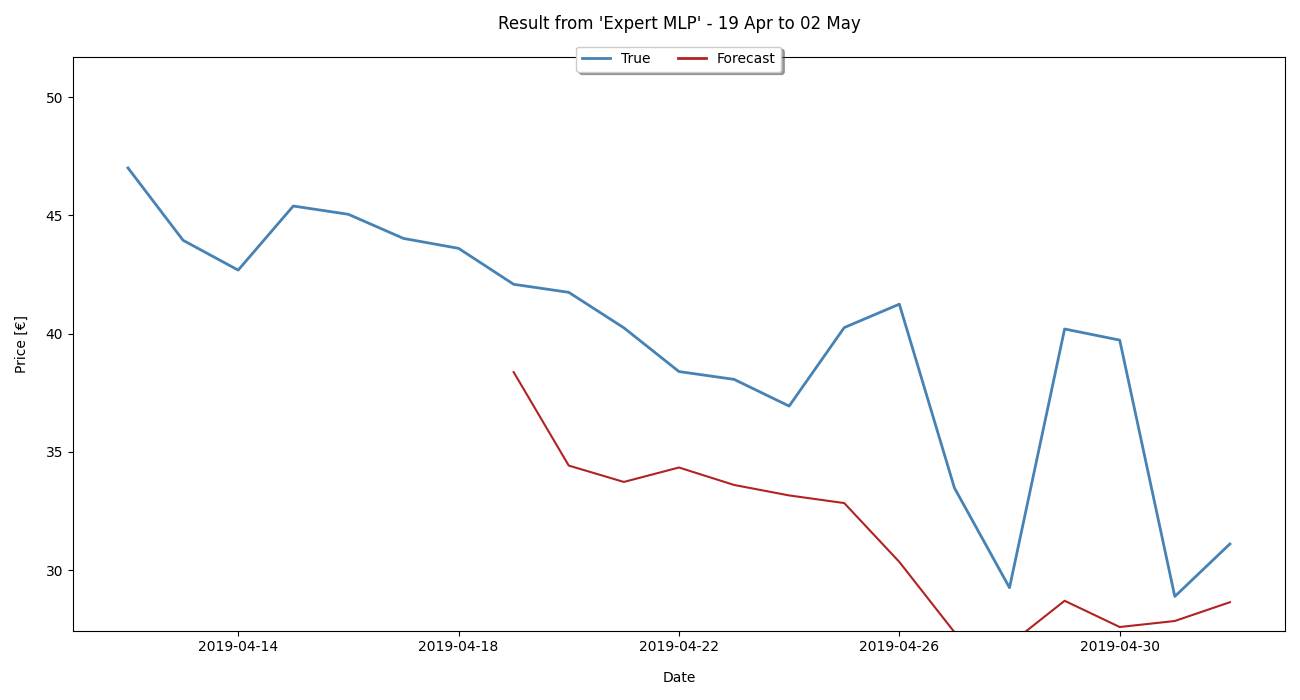 Result from 'Expert MLP' - 19 Apr to 02 May
True Forecast
50
45
40
35
30
Price [€]
2019-04-14 2019-04-18 2019-04-22 2019-04-26 2019-04-30
Date